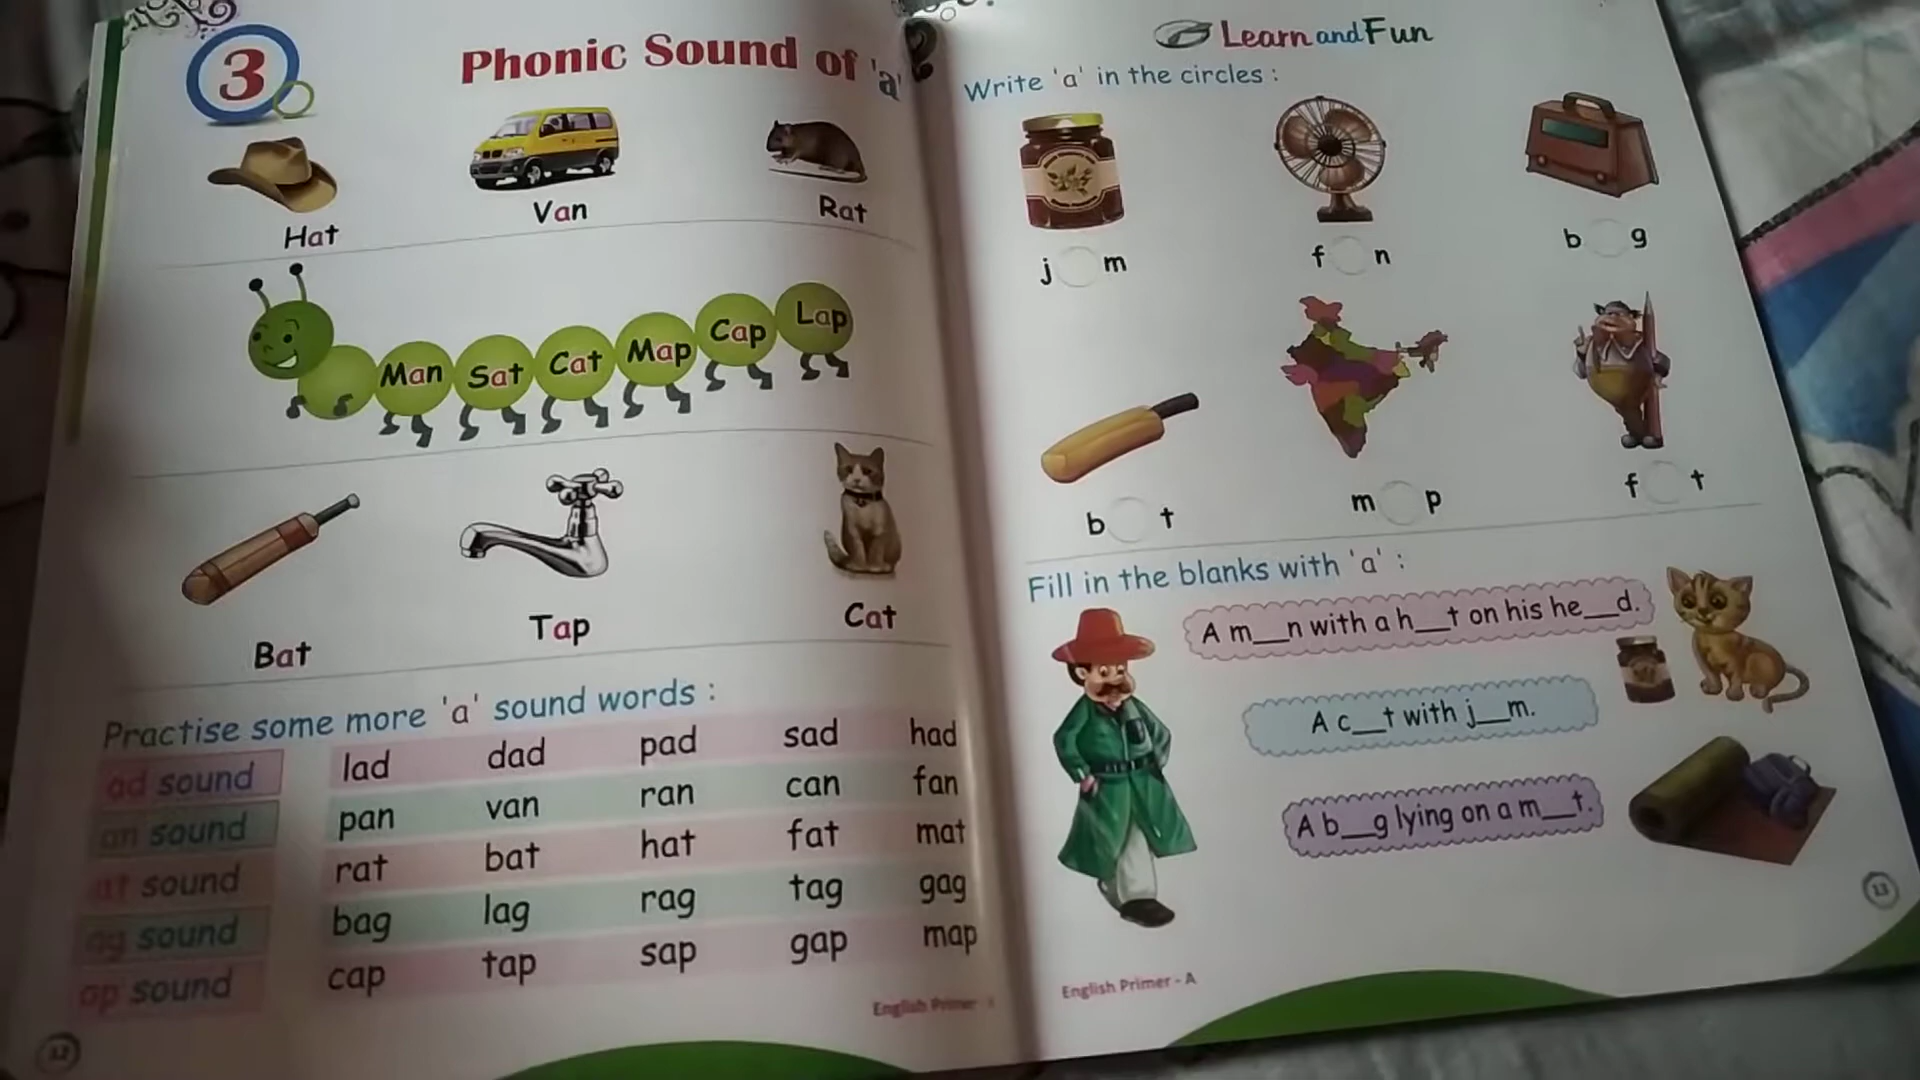 3
Phonic Sound of 'a'
Hat
Van
Rat
Man Sat Cat Map Cap Lap
Bat
Tap
Cat
Practise some more 'a' sound words :
ad sound lad dad pad sad had
an sound pan van ran can fan
at sound rat bat hat fat mat
ag sound bag lag rag tag gag
ap sound cap tap sap gap map
English Primer
12
Learn and Fun
Write 'a' in the circles :
j m
f n
b g
b t
m p
f t
Fill in the blanks with 'a' :
A m__n with a h__t on his he__d.
A c__t with j__m.
A b__g lying on a m__t.
English Primer - A
13